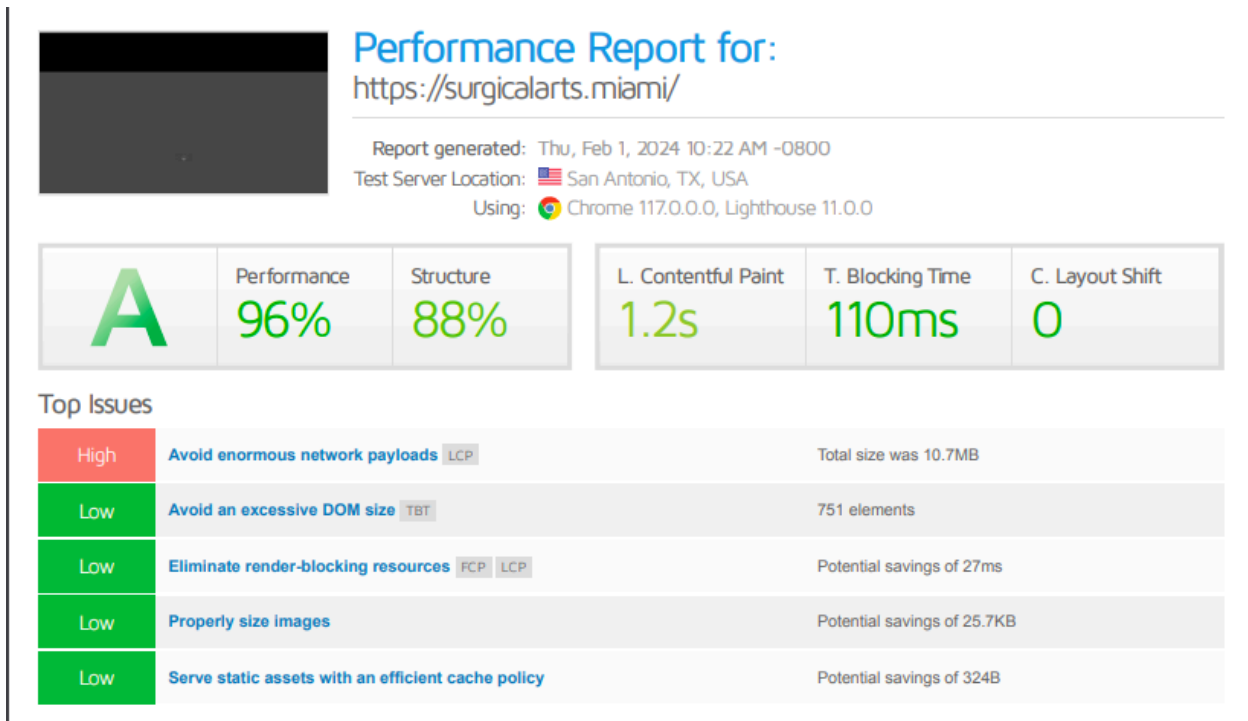 Performance Report for:
https://surgicalarts.miami/
Report generated: Thu, Feb 1, 2024 10:22 AM -0800
Test Server Location: San Antonio, TX, USA
Using: Chrome 117.0.0.0, Lighthouse 11.0.0
A
Performance
96%
Structure
88%
L. Contentful Paint
1.2s
T. Blocking Time
110ms
C. Layout Shift
0
Top Issues
High Avoid enormous network payloads LCP Total size was 10.7MB
Low Avoid an excessive DOM size TBT 751 elements
Low Eliminate render-blocking resources FCP LCP Potential savings of 27ms
Low Properly size images Potential savings of 25.7KB
Low Serve static assets with an efficient cache policy Potential savings of 324B